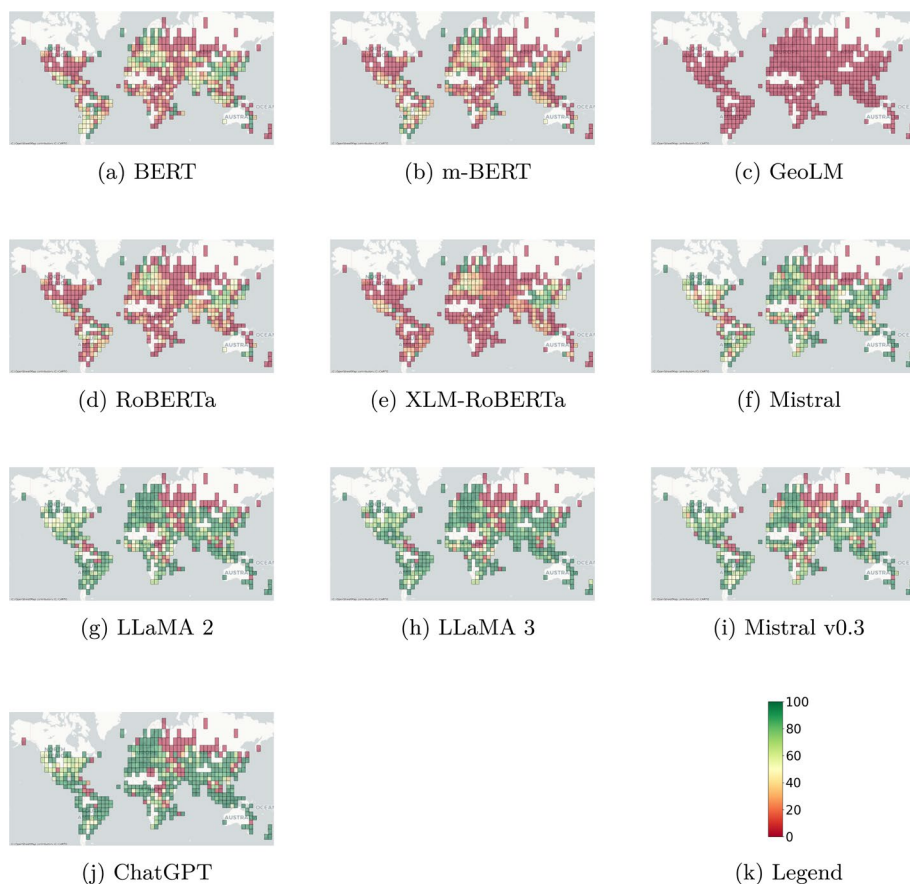 (a) BERT
(b) m-BERT
(c) GeoLM
(d) RoBERTa
(e) XLM-RoBERTa
(f) Mistral
(g) LLaMA 2
(h) LLaMA 3
(i) Mistral v0.3
(j) ChatGPT
100
80
60
40
20
0
(k) Legend